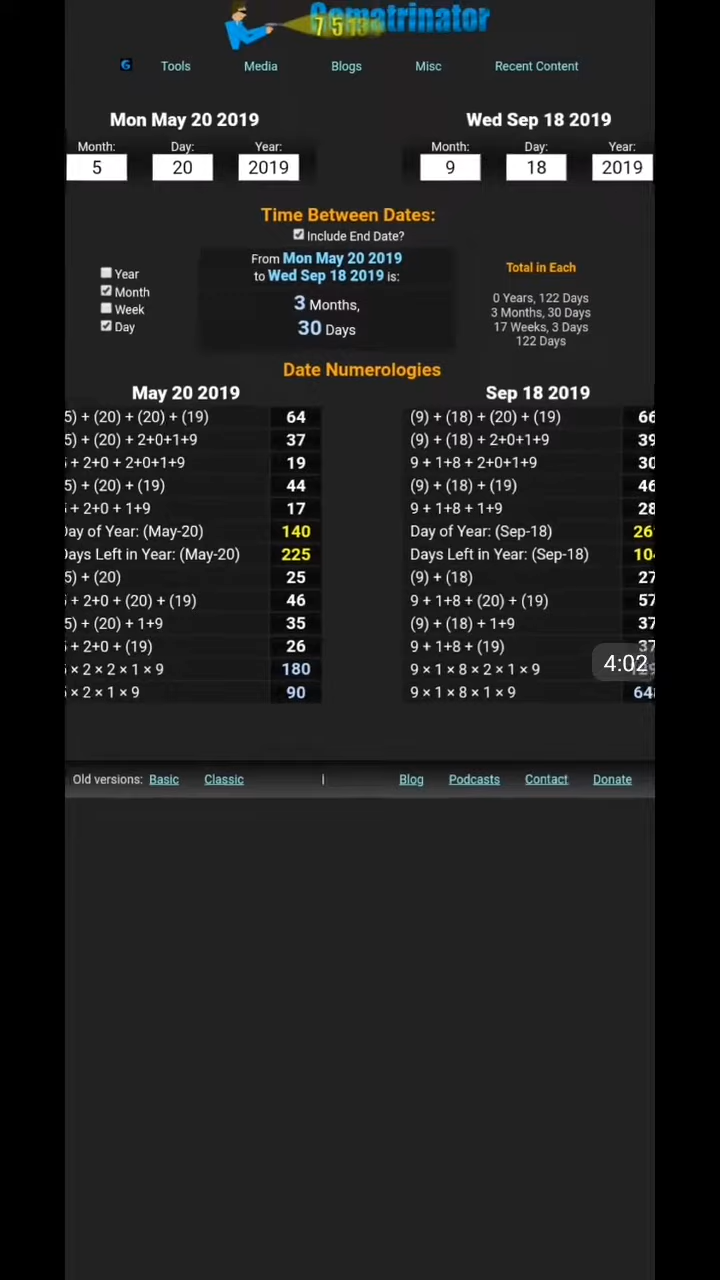 Gematrinator
7 5 13
G Tools Media Blogs Misc Recent Content
Mon May 20 2019 Wed Sep 18 2019
Month: Day: Year: Month: Day: Year:
5 20 2019 9 18 2019
Time Between Dates:
Include End Date?
From Mon May 20 2019
to Wed Sep 18 2019 is:
3 Months,
30 Days
Year
Month
Week
Day
Total in Each
0 Years, 122 Days
3 Months, 30 Days
17 Weeks, 3 Days
122 Days
Date Numerologies
May 20 2019 Sep 18 2019
5) + (20) + (20) + (19) 64 (9) + (18) + (20) + (19) 66
5) + (20) + 2+0+1+9 37 (9) + (18) + 2+0+1+9 39
+ 2+0 + 2+0+1+9 19 9 + 1+8 + 2+0+1+9 30
5) + (20) + (19) 44 (9) + (18) + (19) 46
+ 2+0 + 1+9 17 9 + 1+8 + 1+9 28
Day of Year: (May-20) 140 Day of Year: (Sep-18) 26
Days Left in Year: (May-20) 225 Days Left in Year: (Sep-18) 10
5) + (20) 25 (9) + (18) 27
+ 2+0 + (20) + (19) 46 9 + 1+8 + (20) + (19) 57
5) + (20) + 1+9 35 (9) + (18) + 1+9 37
+ 2+0 + (19) 26 9 + 1+8 + (19) 37
× 2 × 2 × 1 × 9 180 9 × 1 × 8 × 2 × 1 × 9
× 2 × 1 × 9 90 9 × 1 × 8 × 1 × 9 64
4:02
Old versions: Basic Classic | Blog Podcasts Contact Donate